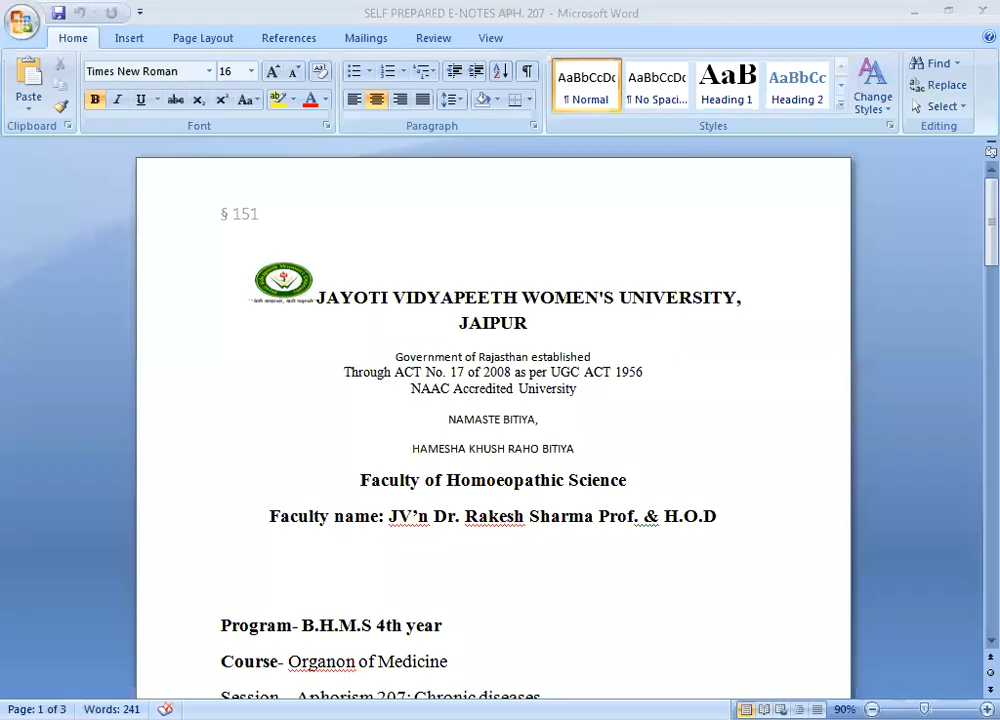 SELF PREPARED E-NOTES APH. 207 - Microsoft Word
Home Insert Page Layout References Mailings Review View
Paste
Times New Roman 16
AaBbCcDc AaBbCcDc AaB AaBbCc
¶ Normal ¶ No Spaci... Heading 1 Heading 2
Change Styles
Find
Replace
Select
Clipboard Font Paragraph Styles Editing
§ 151
JAYOTI VIDYAPEETH WOMEN'S UNIVERSITY,
JAIPUR
Government of Rajasthan established
Through ACT No. 17 of 2008 as per UGC ACT 1956
NAAC Accredited University
NAMASTE BITIYA,
HAMESHA KHUSH RAHO BITIYA
Faculty of Homoeopathic Science
Faculty name: JV’n Dr. Rakesh Sharma Prof. & H.O.D
Program- B.H.M.S 4th year
Course- Organon of Medicine
Session – Aphorism 207: Chronic diseases
Page: 1 of 3 Words: 241 90%